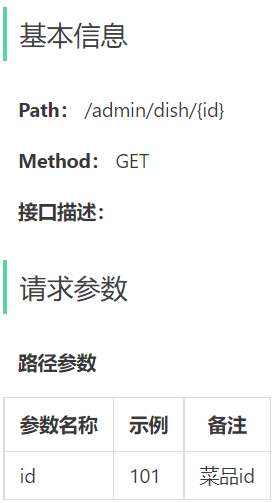 基本信息
Path： /admin/dish/{id}
Method： GET
接口描述：
请求参数
路径参数
参数名称 示例 备注
id 101 菜品id